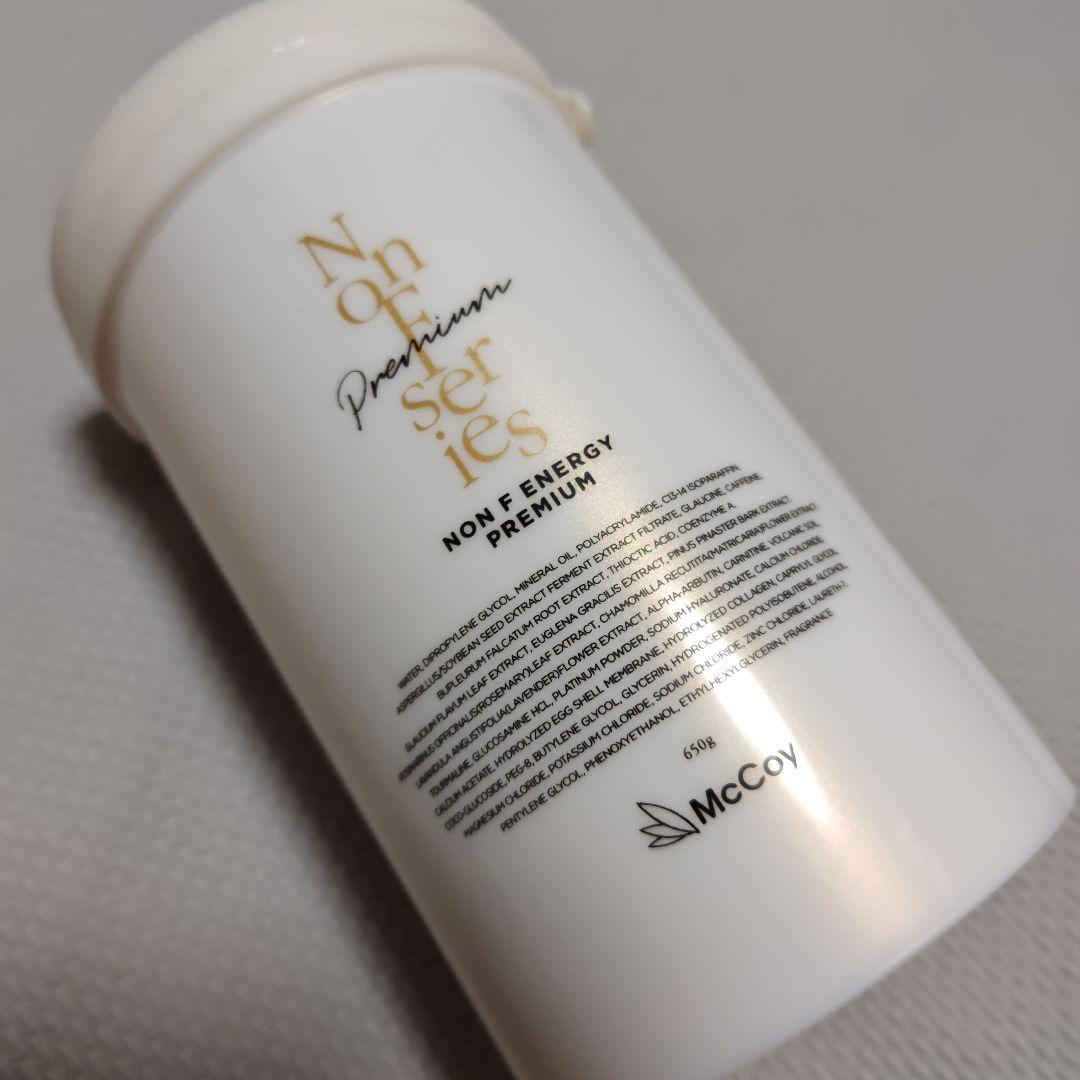 Non F series
Premium
NON F ENERGY
PREMIUM
WATER, DIPROPYLENE GLYCOL, MINERAL OIL, POLYACRYLAMIDE, C13-14 ISOPARAFFIN,
ASPERGILLUS/SOYBEAN SEED EXTRACT FERMENT EXTRACT FILTRATE, GLAUCINE, CAFFEINE
BUPLEURUM FALCATUM ROOT EXTRACT, THIOCTIC ACID, COENZYME A,
GLAUCIUM FLAVUM LEAF EXTRACT, EUGLENA GRACILIS EXTRACT, PINUS PINASTER BARK EXTRACT,
ROSMARINUS OFFICINALIS(ROSEMARY)LEAF EXTRACT, CHAMOMILLA RECUTITA(MATRICARIA)FLOWER EXTRACT
LAVANDULA ANGUSTIFOLIA(LAVENDER)FLOWER EXTRACT, ALPHA-ARBUTIN, CARNITINE, VOLCANIC SOIL,
TOURMALINE, GLUCOSAMINE HCL, PLATINUM POWDER, SODIUM HYALURONATE, CALCIUM CHLORIDE
CALCIUM ACETATE, HYDROLYZED EGG SHELL MEMBRANE, HYDROLYZED COLLAGEN, CAPRYLYL GLYCOL
COCO-GLUCOSIDE, PEG-8, BUTYLENE GLYCOL, GLYCERIN, HYDROGENATED POLYISOBUTENE, ALCOHOL
MAGNESIUM CHLORIDE, POTASSIUM CHLORIDE, SODIUM CHLORIDE, ZINC CHLORIDE, LAURETH-7,
PENTYLENE GLYCOL, PHENOXYETHANOL, ETHYLHEXYLGLYCERIN, FRAGRANCE
650g
McCoy